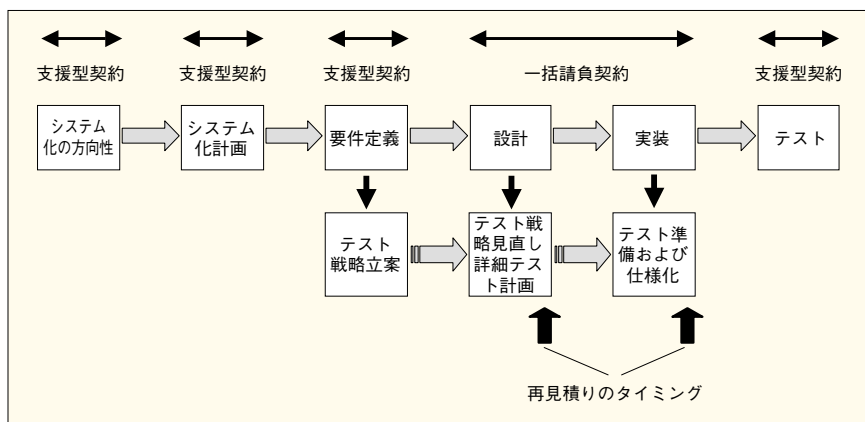 支援型契約
支援型契約
支援型契約
一括請負契約
支援型契約
システム
化の方向性
システム
化計画
要件定義
設計
実装
テスト
テスト
戦略立案
テスト戦
略見直し
詳細テス
ト計画
テスト準
備および
仕様化
再見積りのタイミング